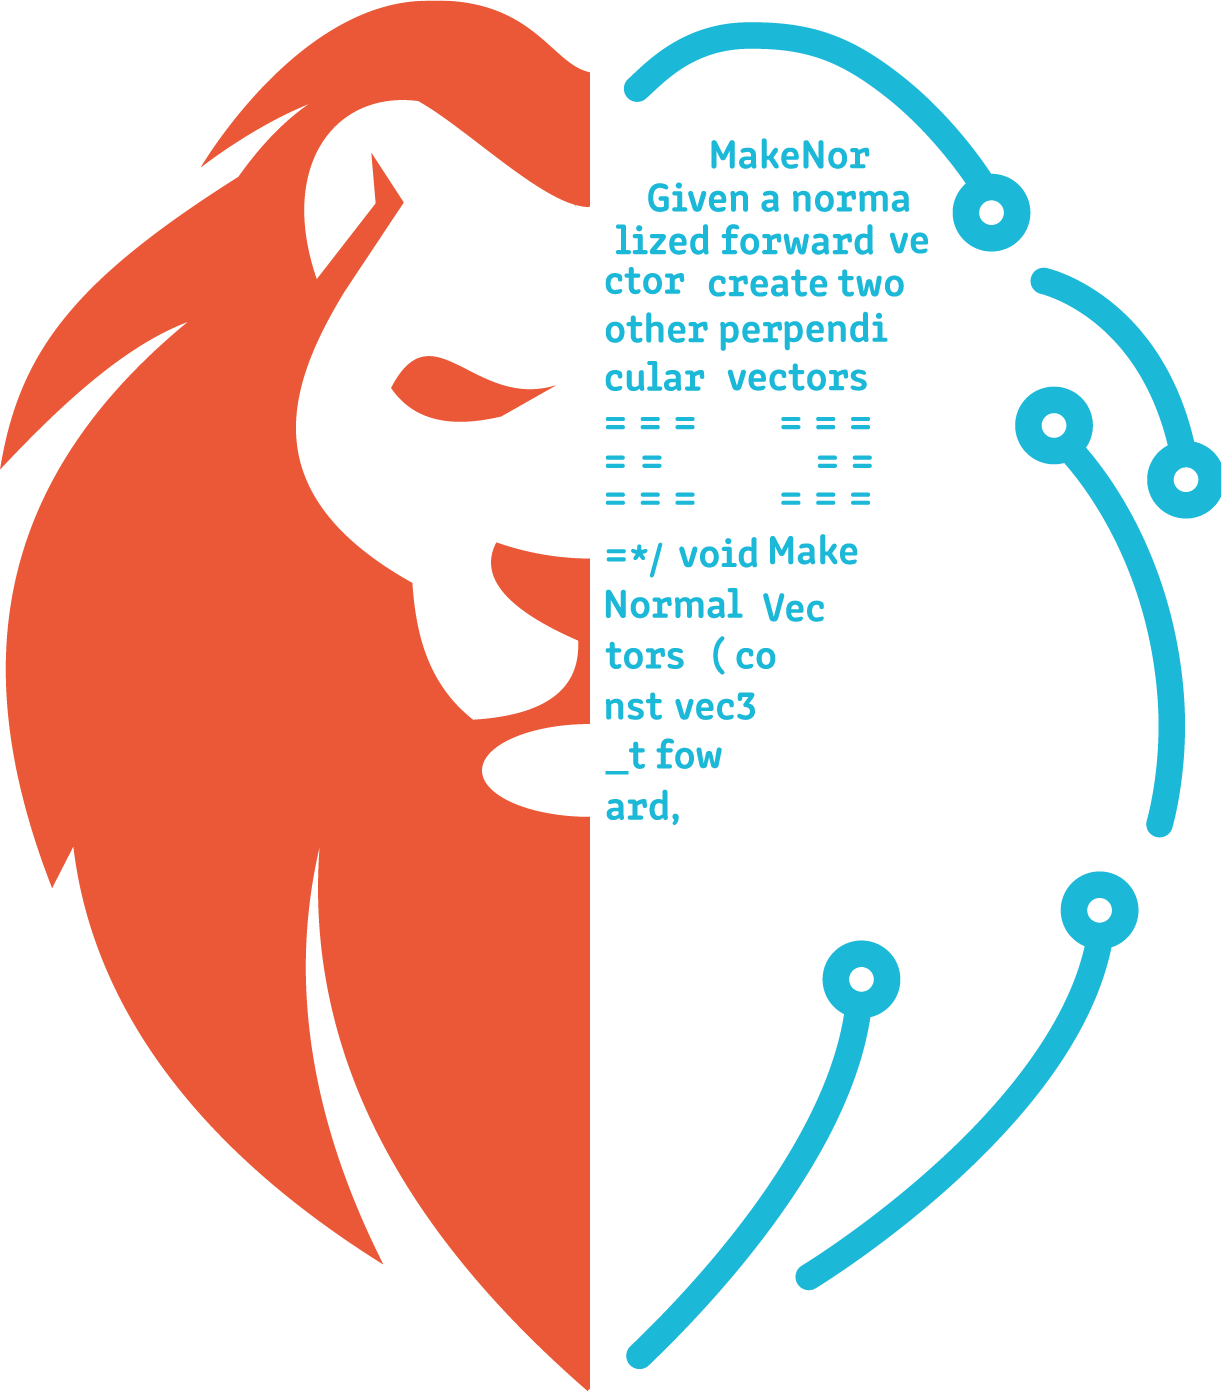 MakeNor
Given a norma
lized forward ve
ctor create two
other perpendi
cular vectors
= = = = = =
= = = =
= = = = = =
=*/ void Make
Normal Vec
tors ( co
nst vec3
_t fow
ard,